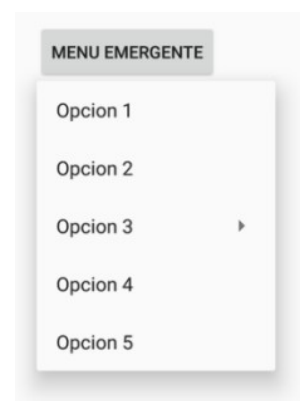 MENU EMERGENTE
Opcion 1
Opcion 2
Opcion 3
Opcion 4
Opcion 5